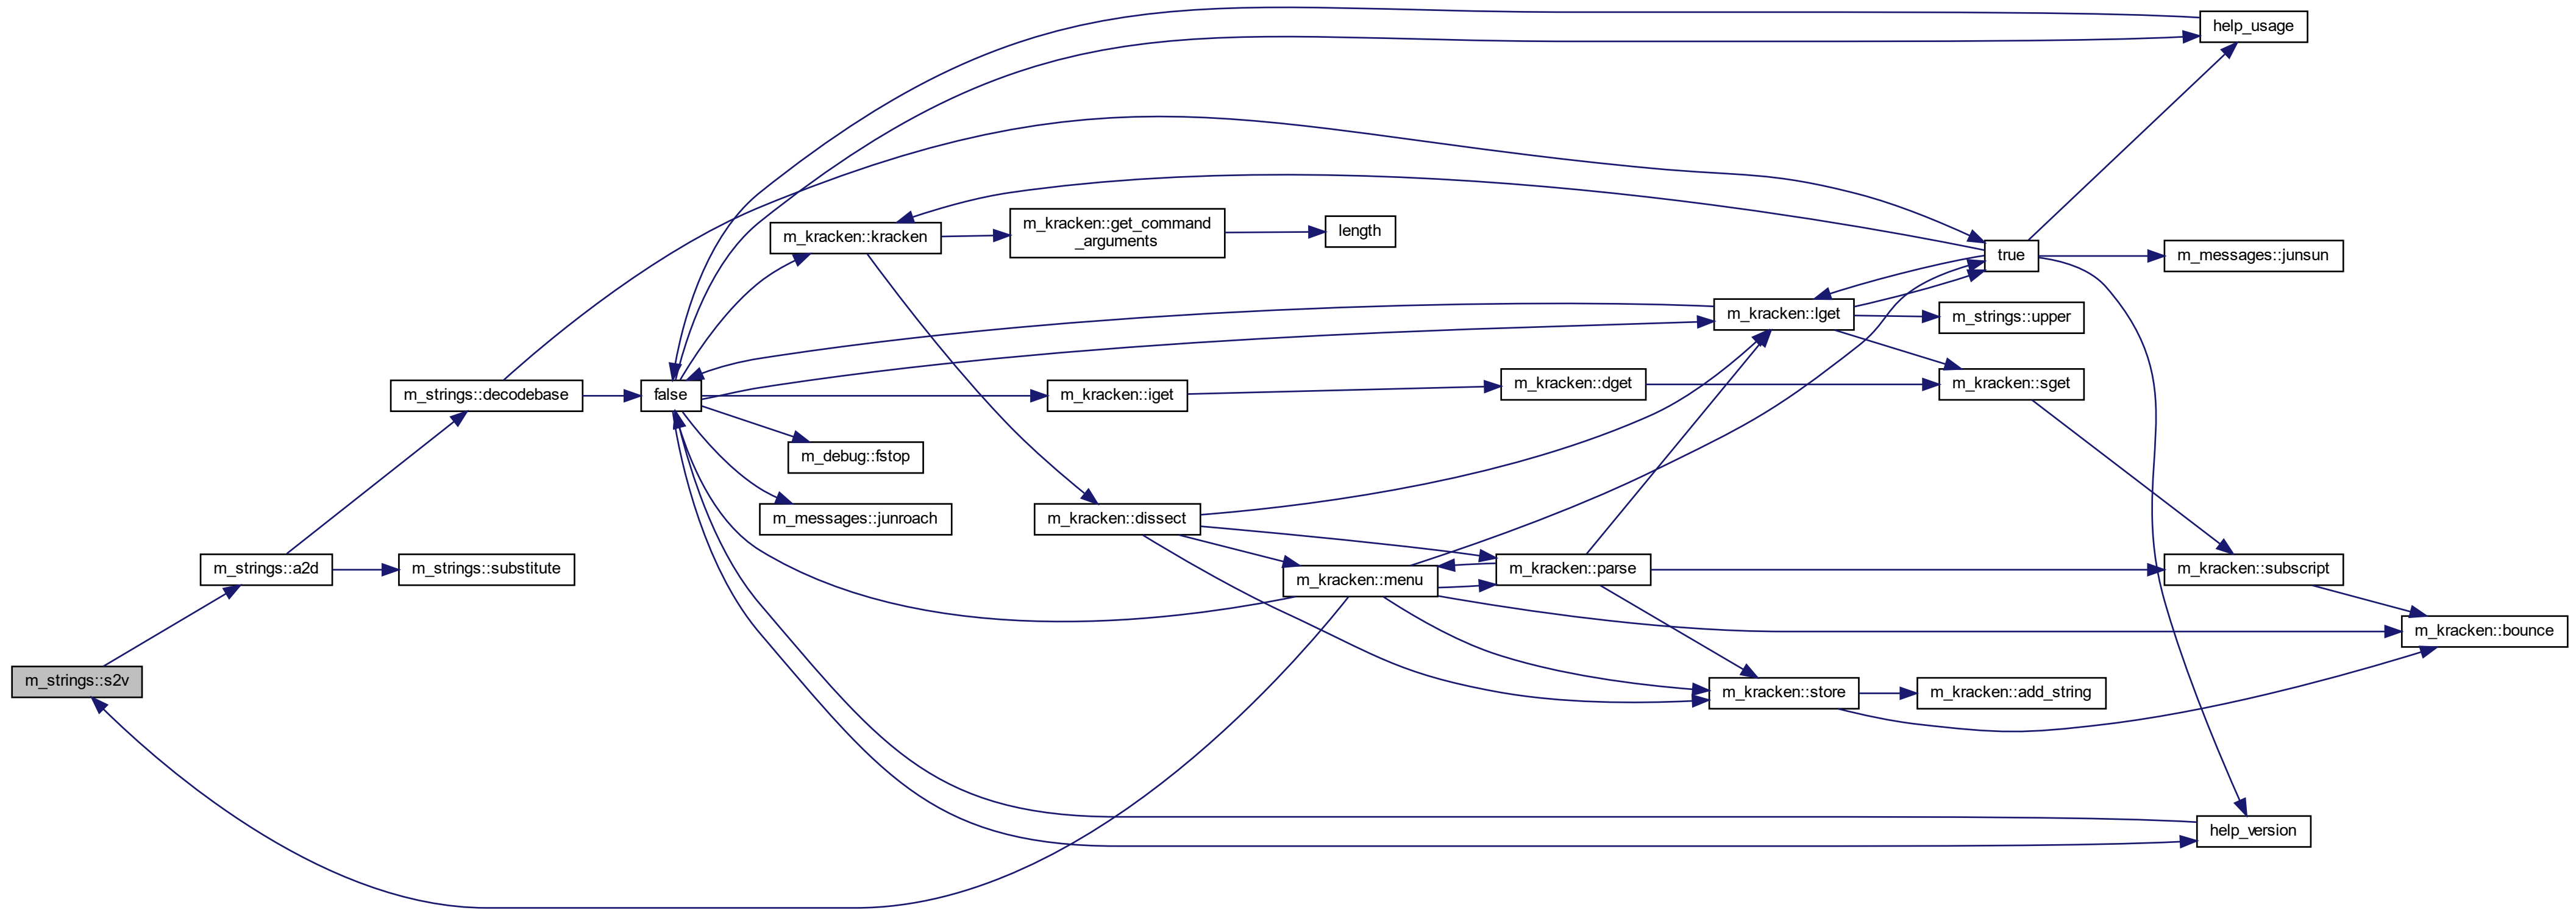 help_usage
m_kracken::kracken
m_kracken::get_command
_arguments
length
true
m_messages::junsun
m_kracken::lget
m_strings::upper
m_strings::decodebase
false
m_kracken::iget
m_kracken::dget
m_kracken::sget
m_debug::fstop
m_messages::junroach
m_kracken::dissect
m_strings::a2d
m_strings::substitute
m_kracken::menu
m_kracken::parse
m_kracken::subscript
m_kracken::bounce
m_strings::s2v
m_kracken::store
m_kracken::add_string
help_version